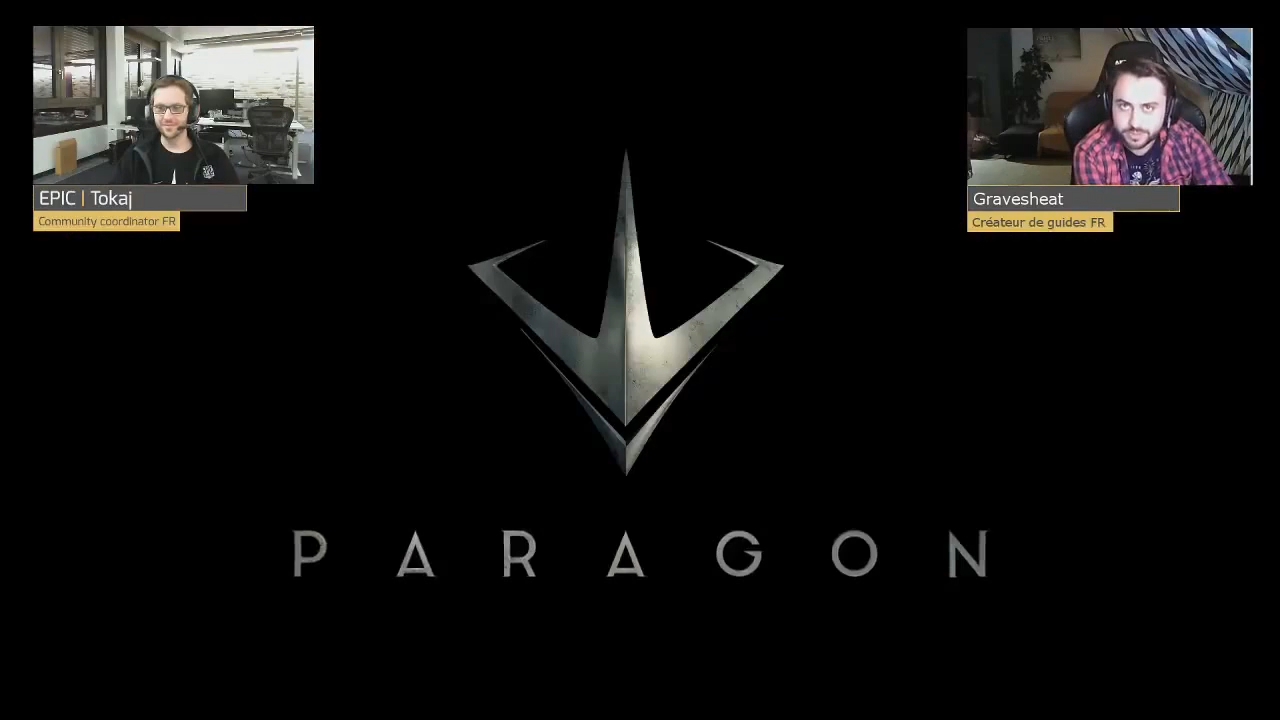 EPIC | Tokaj
Community coordinator FR
Gravesheat
Créateur de guides FR
PARAGON